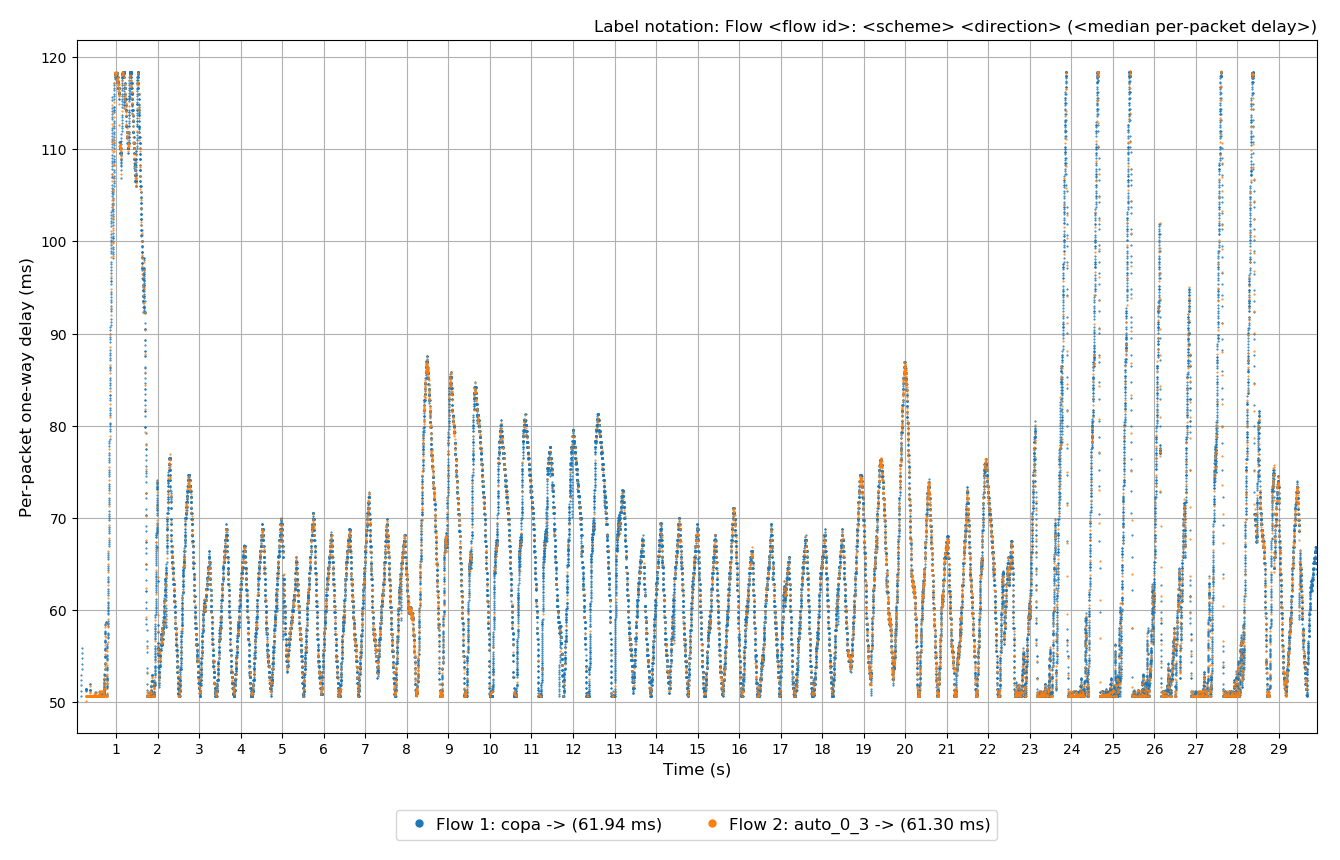 Label notation: Flow <flow id>: <scheme> <direction> (<median per-packet delay>)
120
110
100
90
80
70
60
50
Per-packet one-way delay (ms)
1 2 3 4 5 6 7 8 9 10 11 12 13 14 15 16 17 18 19 20 21 22 23 24 25 26 27 28 29
Time (s)
Flow 1: copa -> (61.94 ms) Flow 2: auto_0_3 -> (61.30 ms)